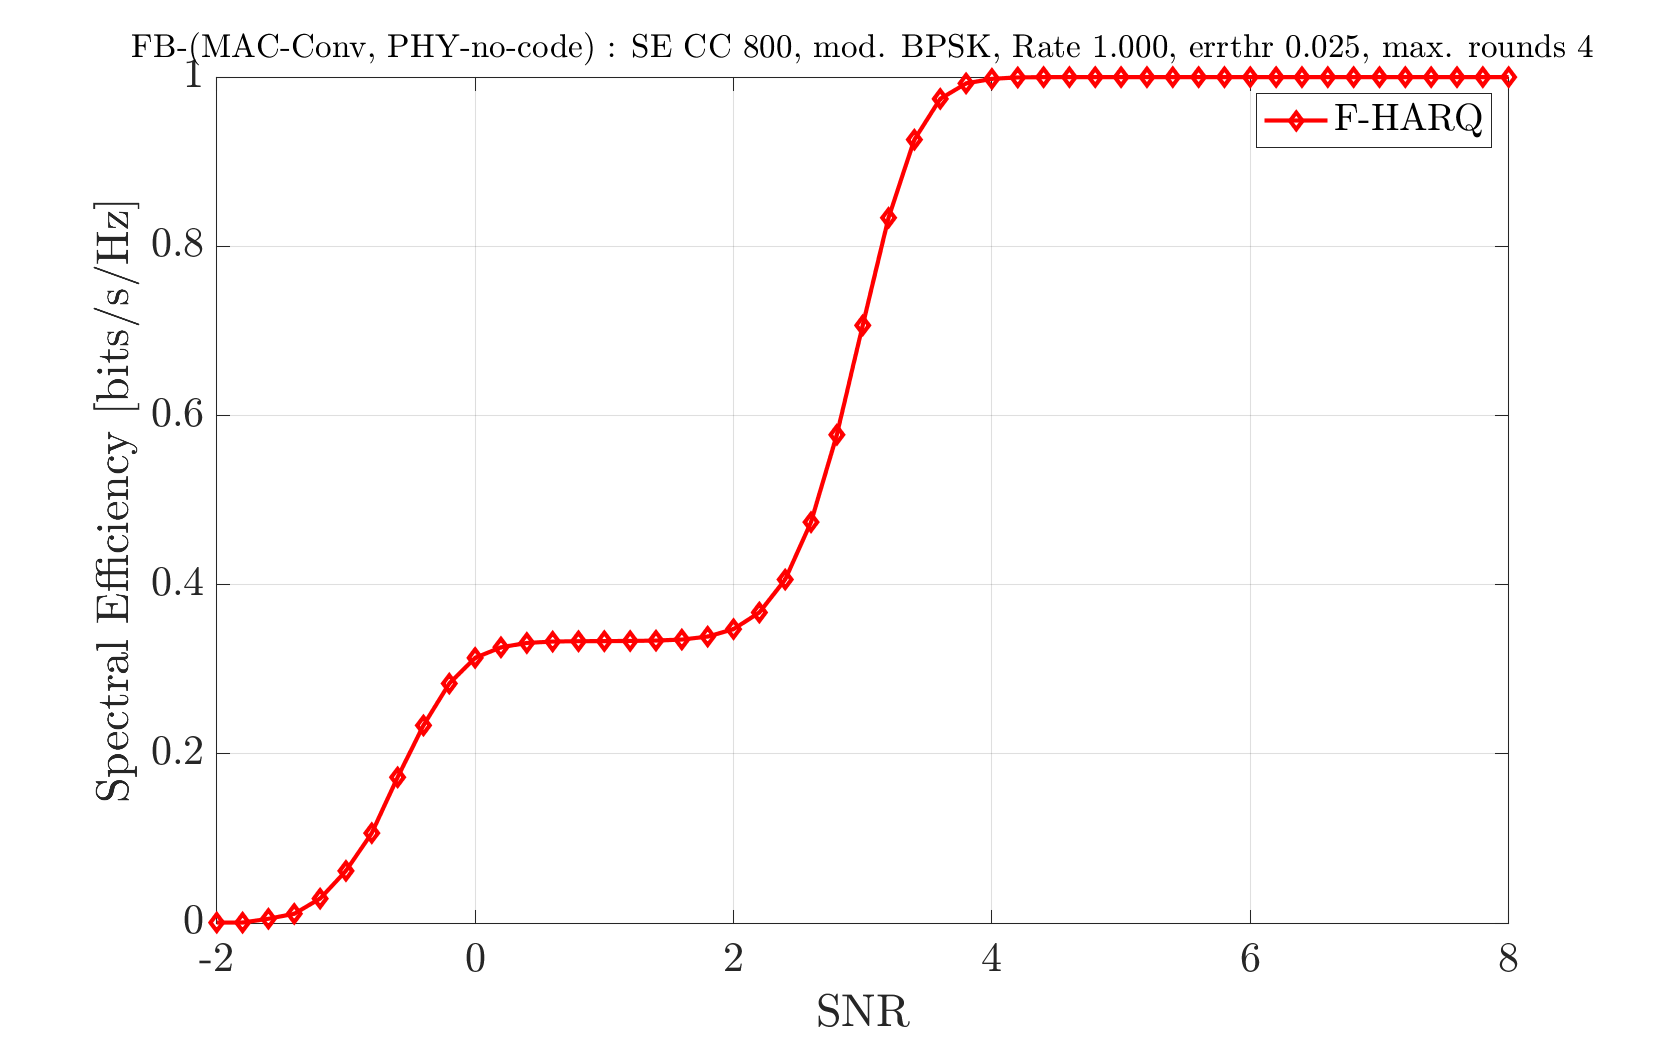 FB-(MAC-Conv, PHY-no-code) : SE CC 800, mod. BPSK, Rate 1.000, errthr 0.025, max. rounds 4
F-HARQ
Spectral Efficiency [bits/s/Hz]
1
0.8
0.6
0.4
0.2
0
-2 0 2 4 6 8
SNR